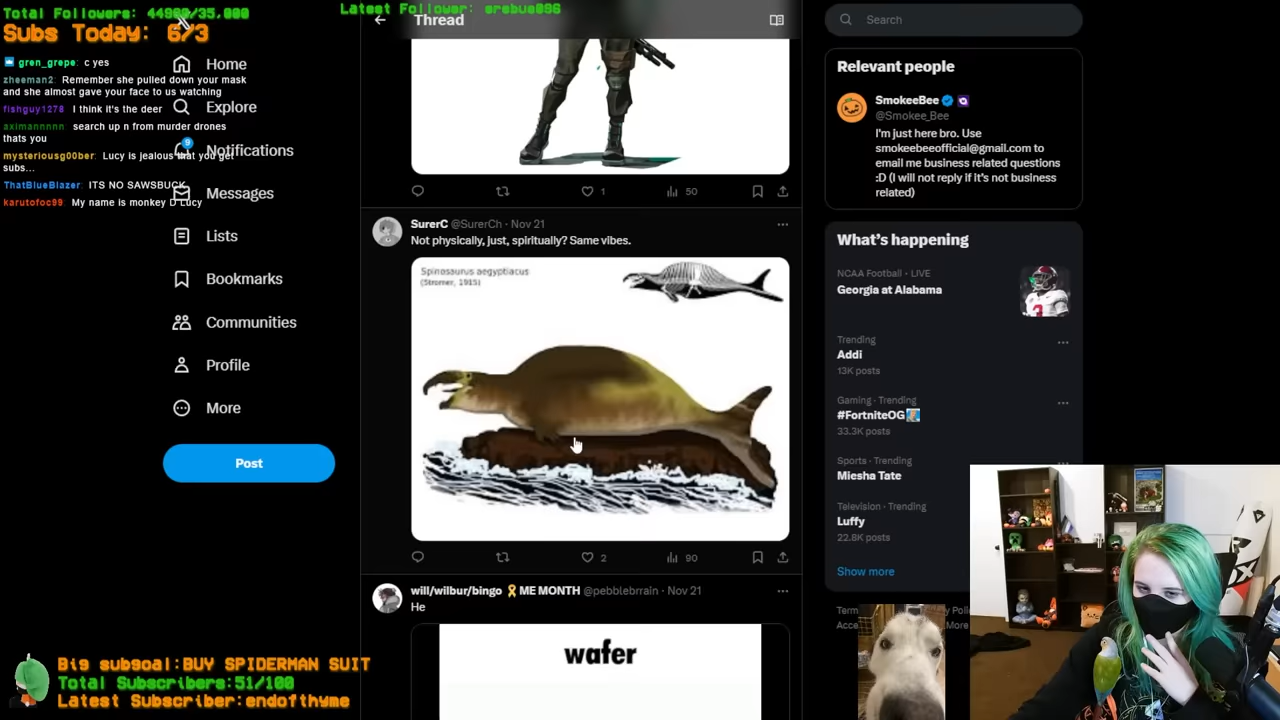 Total Followers: 44900/35,000
Subs Today: 6/3
gren_grepe: c yes
zheeman2: Remember she pulled down your mask
and she almost gave your face to us watching
fishguy1278 I think it's the deer
aximannnnn search up n from murder drones
thats you
mysteriousg00ber: Lucy is jealous that you get
subs...
ThatBlueBlazer: ITS NO SAWSBUCK
karutofoc99: My name is monkey D Lucy
Home
Explore
9
Notifications
Messages
Lists
Bookmarks
Communities
Profile
More
Post
Big subgoal:BUY SPIDERMAN SUIT
Total Subscribers:51/100
Latest Subscriber:endofthyme
Latest Follower:
Thread
1
50
SurerC @SurerCh · Nov 21
Not physically, just, spiritually? Same vibes.
Spinosaurus aegyptiacus
(Stromer, 1915)
2
90
will/wilbur/bingo 🎗️ ME MONTH @pebblebrrain · Nov 21
He
wafer
Search
Relevant people
SmokeeBee
@Smokee_Bee
I'm just here bro. Use
smokeebeeofficial@gmail.com to
email me business related questions
:D (I will not reply if it's not business
related)
What's happening
NCAA Football · LIVE
Georgia at Alabama
Trending
Addi
13K posts
Gaming · Trending
#FortniteOG
33.3K posts
Sports · Trending
Miesha Tate
Television · Trending
Luffy
22.8K posts
Show more